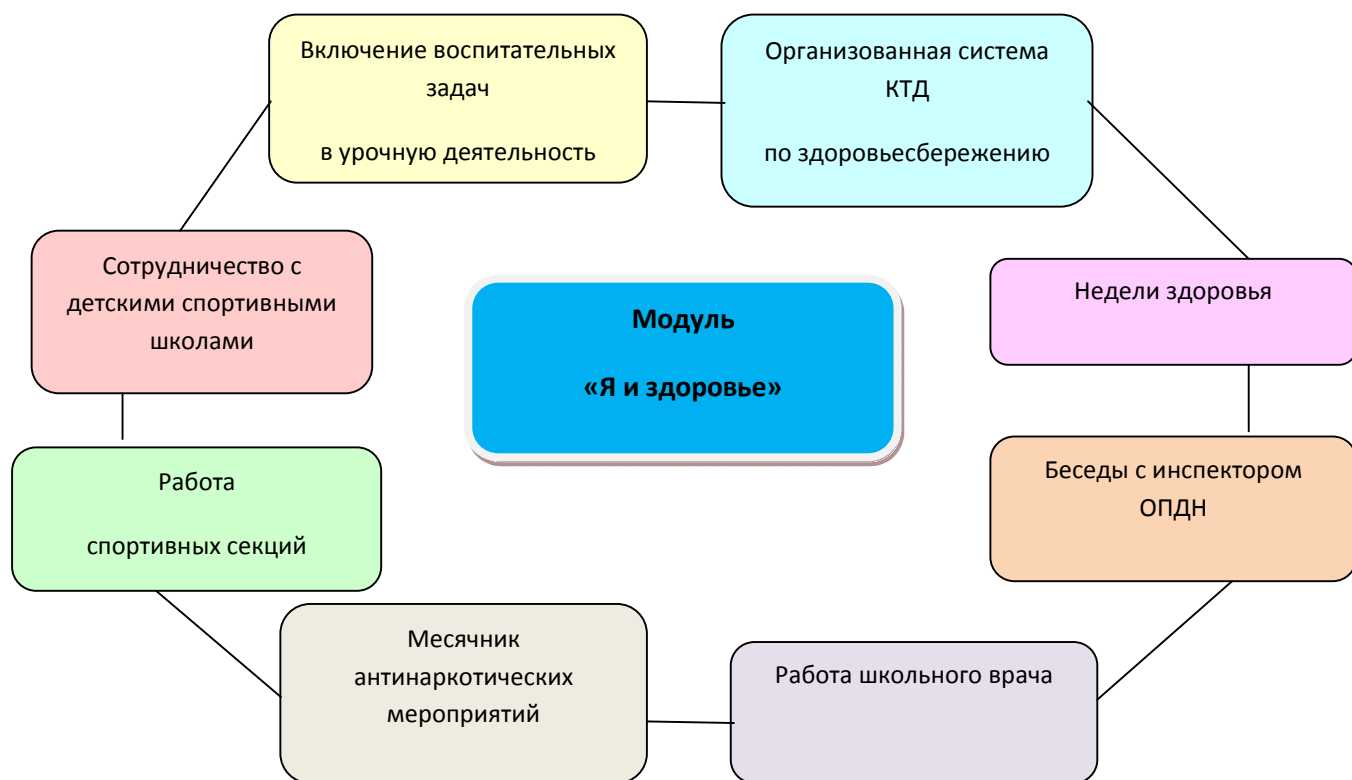 Включение воспитательных
задач
в урочную деятельность
Организованная система
КТД
по здоровьесбережению
Сотрудничество с
детскими спортивными
школами
Модуль
«Я и здоровье»
Недели здоровья
Работа
спортивных секций
Беседы с инспектором
ОПДН
Месячник
антинаркотических
мероприятий
Работа школьного врача